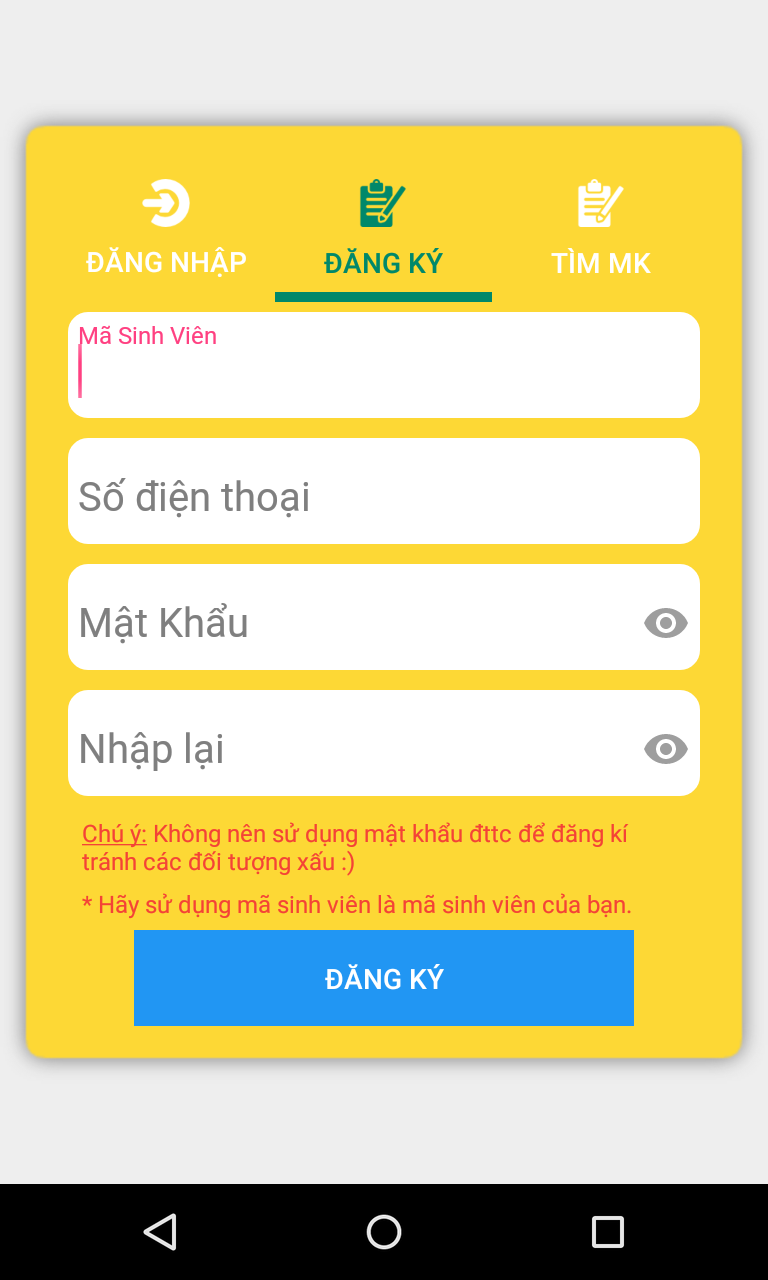 ĐĂNG NHẬP
ĐĂNG KÝ
TÌM MK
Mã Sinh Viên
Số điện thoại
Mật Khẩu
Nhập lại
Chú ý: Không nên sử dụng mật khẩu đttc để đăng kí
tránh các đối tượng xấu :)
* Hãy sử dụng mã sinh viên là mã sinh viên của bạn.
ĐĂNG KÝ